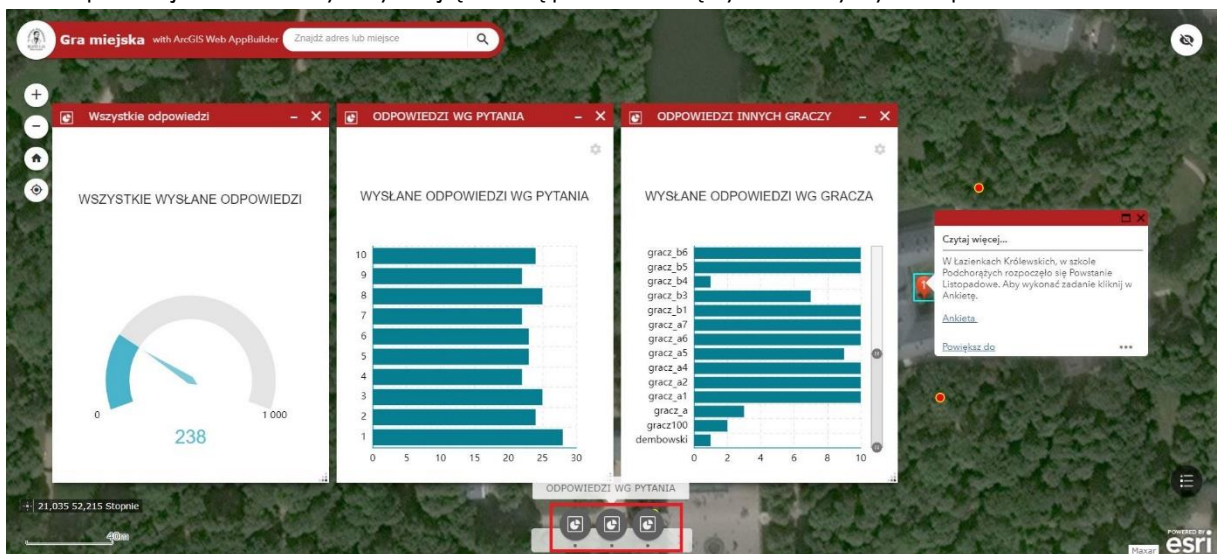 Gra miejska with ArcGIS Web AppBuilder
Znajdź adres lub miejsce
Wszystkie odpowiedzi
WSZYSTKIE WYSŁANE ODPOWIEDZI
0
1 000
238
ODPOWIEDZI WG PYTANIA
WYSŁANE ODPOWIEDZI WG PYTANIA
10
9
8
7
6
5
4
3
2
1
0 5 10 15 20 25 30
ODPOWIEDZI INNYCH GRACZY
WYSŁANE ODPOWIEDZI WG GRACZA
gracz_b6
gracz_b5
gracz_b4
gracz_b3
gracz_b1
gracz_a7
gracz_a6
gracz_a5
gracz_a4
gracz_a2
gracz_a1
gracz_a
gracz100
dembowski
0 2 4 6 8 10
Czytaj więcej...
W Łazienkach Królewskich, w szkole
Podchorążych rozpoczęło się Powstanie
Listopadowe. Aby wykonać zadanie kliknij w
Ankietę.
Ankieta
Powiększ do
1
ODPOWIEDZI WG PYTANIA
21,035 52,215 Stopnie
40m
Maxar
POWERED BY
esri